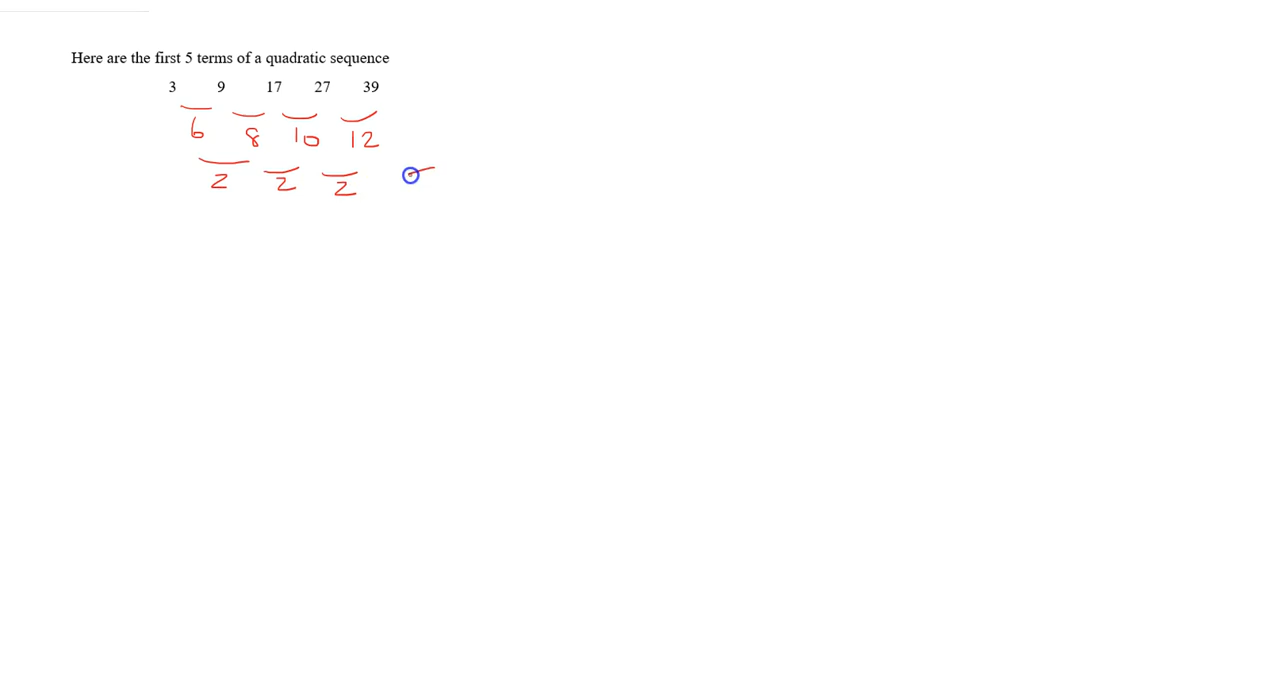 Here are the first 5 terms of a quadratic sequence
3 9 17 27 39
6 8 10 12
2 2 2